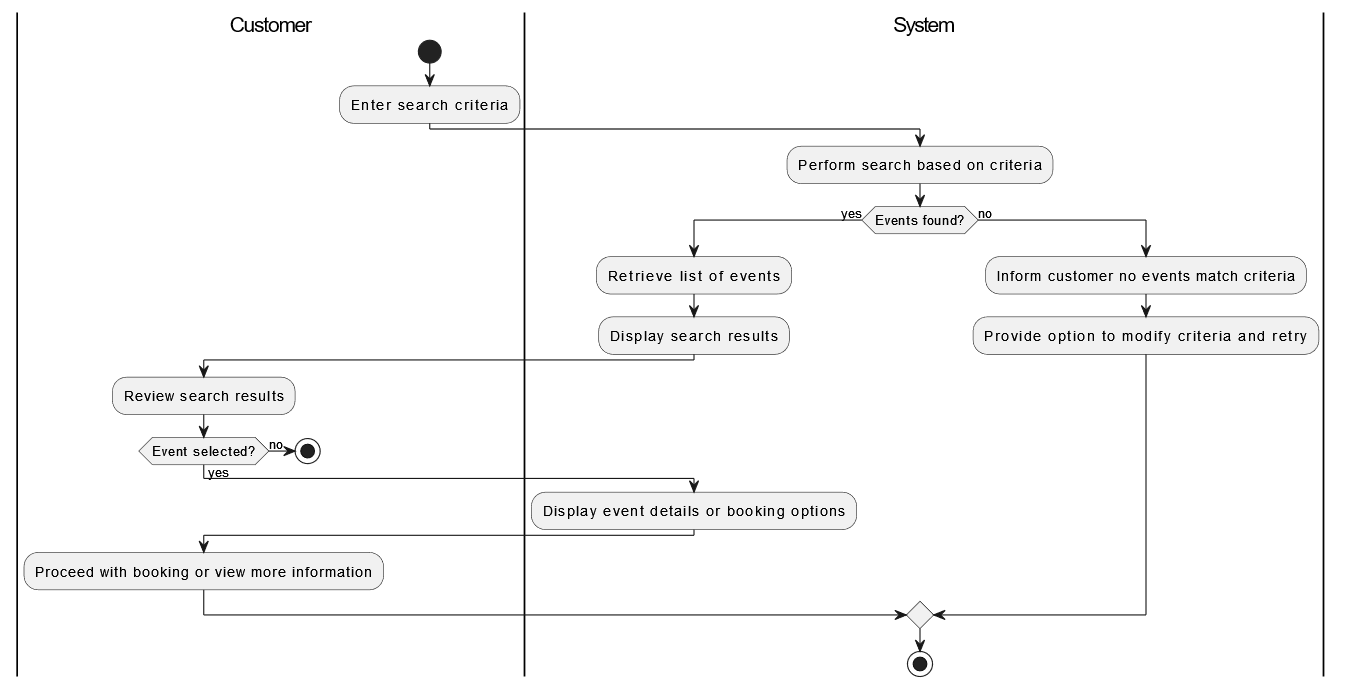 Customer
System
Enter search criteria
Perform search based on criteria
yes
Events found?
no
Retrieve list of events
Inform customer no events match criteria
Display search results
Provide option to modify criteria and retry
Review search results
Event selected?
no
yes
Display event details or booking options
Proceed with booking or view more information